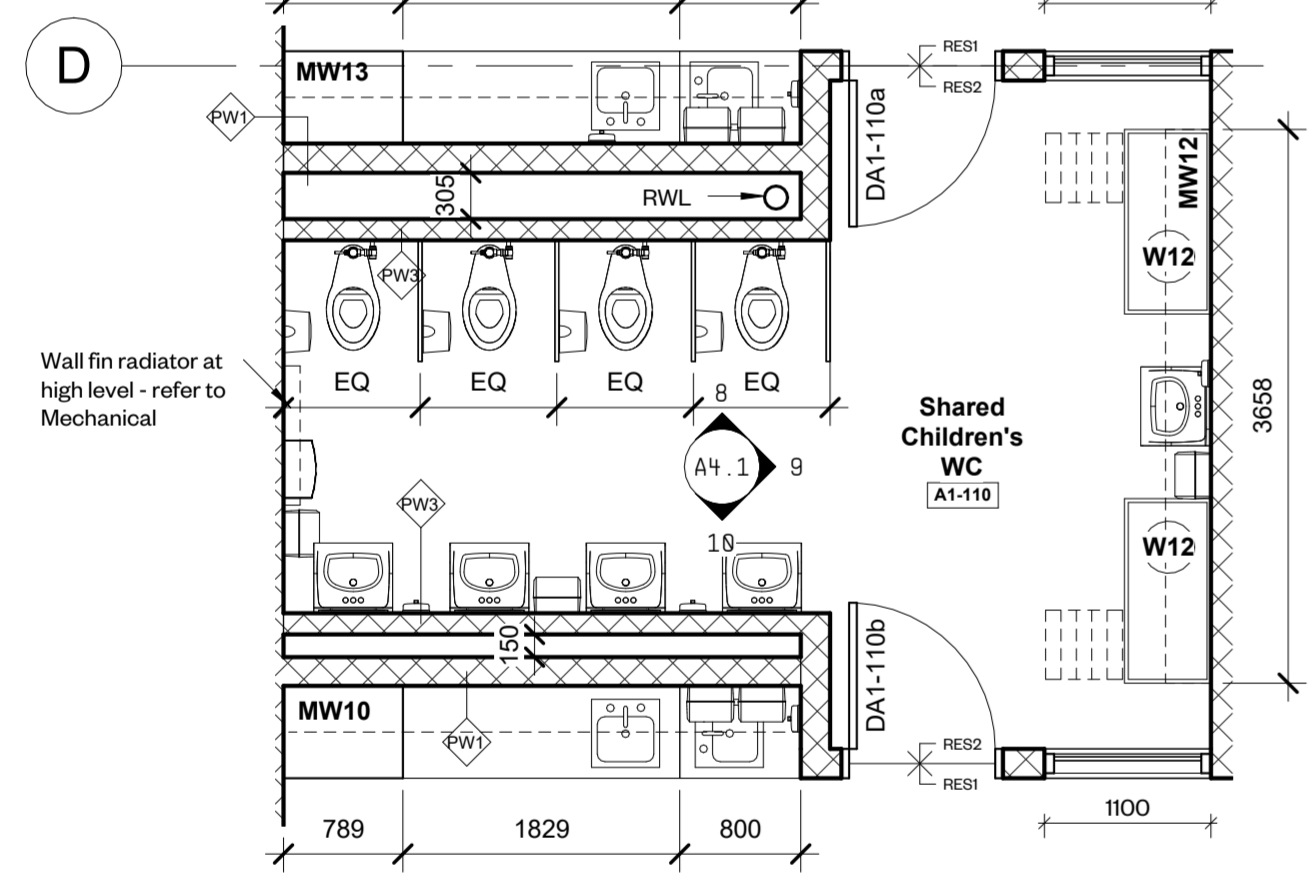 D
MW13
PW1
305
RWL
DA1-110a
RES1
RES2
MW12
W12
PW3
Wall fin radiator at
high level - refer to
Mechanical
EQ
EQ
EQ
EQ
8
A4.1
9
10
Shared
Children's
WC
A1-110
3658
PW3
W12
150
DA1-110b
MW10
PW1
RES2
RES1
789
1829
800
1100